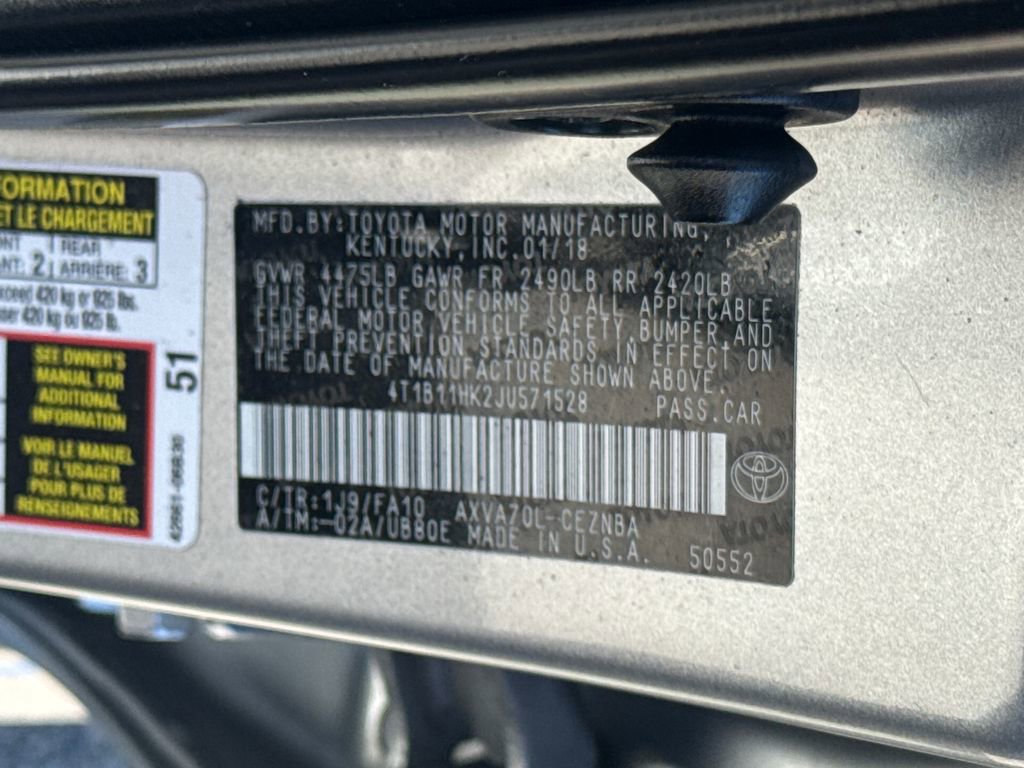 ORMATION
ET LE CHARGEMENT
2 REAR
ARRIÈRE: 3
exceed 420 kg or 925 lbs.
420 kg ou 925 lb.
SEE OWNER'S
MANUAL FOR
ADDITIONAL
INFORMATION
VOIR LE MANUEL
DE L'USAGER
POUR PLUS DE
RENSEIGNEMENTS
51
42661-06B30
MFD.BY:TOYOTA MOTOR MANUFACTURING,
KENTUCKY, INC.01/18
GVWR 4475LB GAWR FR 2490LB RR 2420LB
THIS VEHICLE CONFORMS TO ALL APPLICABLE
FEDERAL MOTOR VEHICLE SAFETY, BUMPER, AND
THEFT PREVENTION STANDARDS IN EFFECT ON
THE DATE OF MANUFACTURE SHOWN ABOVE.
4T1B11HK2JU571528 PASS.CAR
C/TR:1J9/FA10 AXVA70L-CEZNBA
A/TM:-02A/UB80E MADE IN U.S.A. 50552